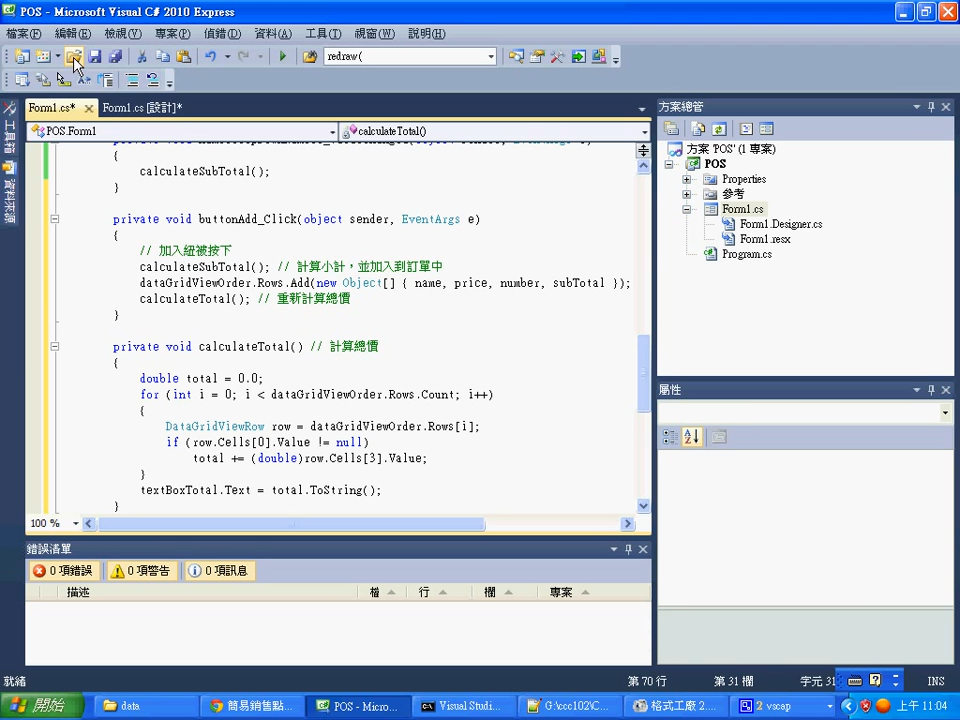 POS - Microsoft Visual C# 2010 Express
檔案(F) 編輯(E) 檢視(V) 專案(P) 偵錯(D) 資料(A) 工具(T) 視窗(W) 說明(H)
redraw(
Form1.cs* Form1.cs [設計]*
POS.Form1 calculateTotal()
{
calculateSubTotal();
}
private void buttonAdd_Click(object sender, EventArgs e)
{
// 加入紐被按下
calculateSubTotal(); // 計算小計，並加入到訂單中
dataGridViewOrder.Rows.Add(new Object[] { name, price, number, subTotal });
calculateTotal(); // 重新計算總價
}
private void calculateTotal() // 計算總價
{
double total = 0.0;
for (int i = 0; i < dataGridViewOrder.Rows.Count; i++)
{
DataGridViewRow row = dataGridViewOrder.Rows[i];
if (row.Cells[0].Value != null)
total += (double)row.Cells[3].Value;
}
textBoxTotal.Text = total.ToString();
}
100 %
工具箱
資料來源
方案總管
方案 'POS' (1 專案)
POS
Properties
參考
Form1.cs
Form1.Designer.cs
Form1.resx
Program.cs
屬性
錯誤清單
0 項錯誤 0 項警告 0 項訊息
描述 檔 行 欄 專案
就緒 第 70 行 第 31 欄 字元 31 INS
開始 data 簡易銷售點... POS - Micro... Visual Studi... G:\ccc102\C... 格式工廠 2.... 2 vscap 上午 11:04